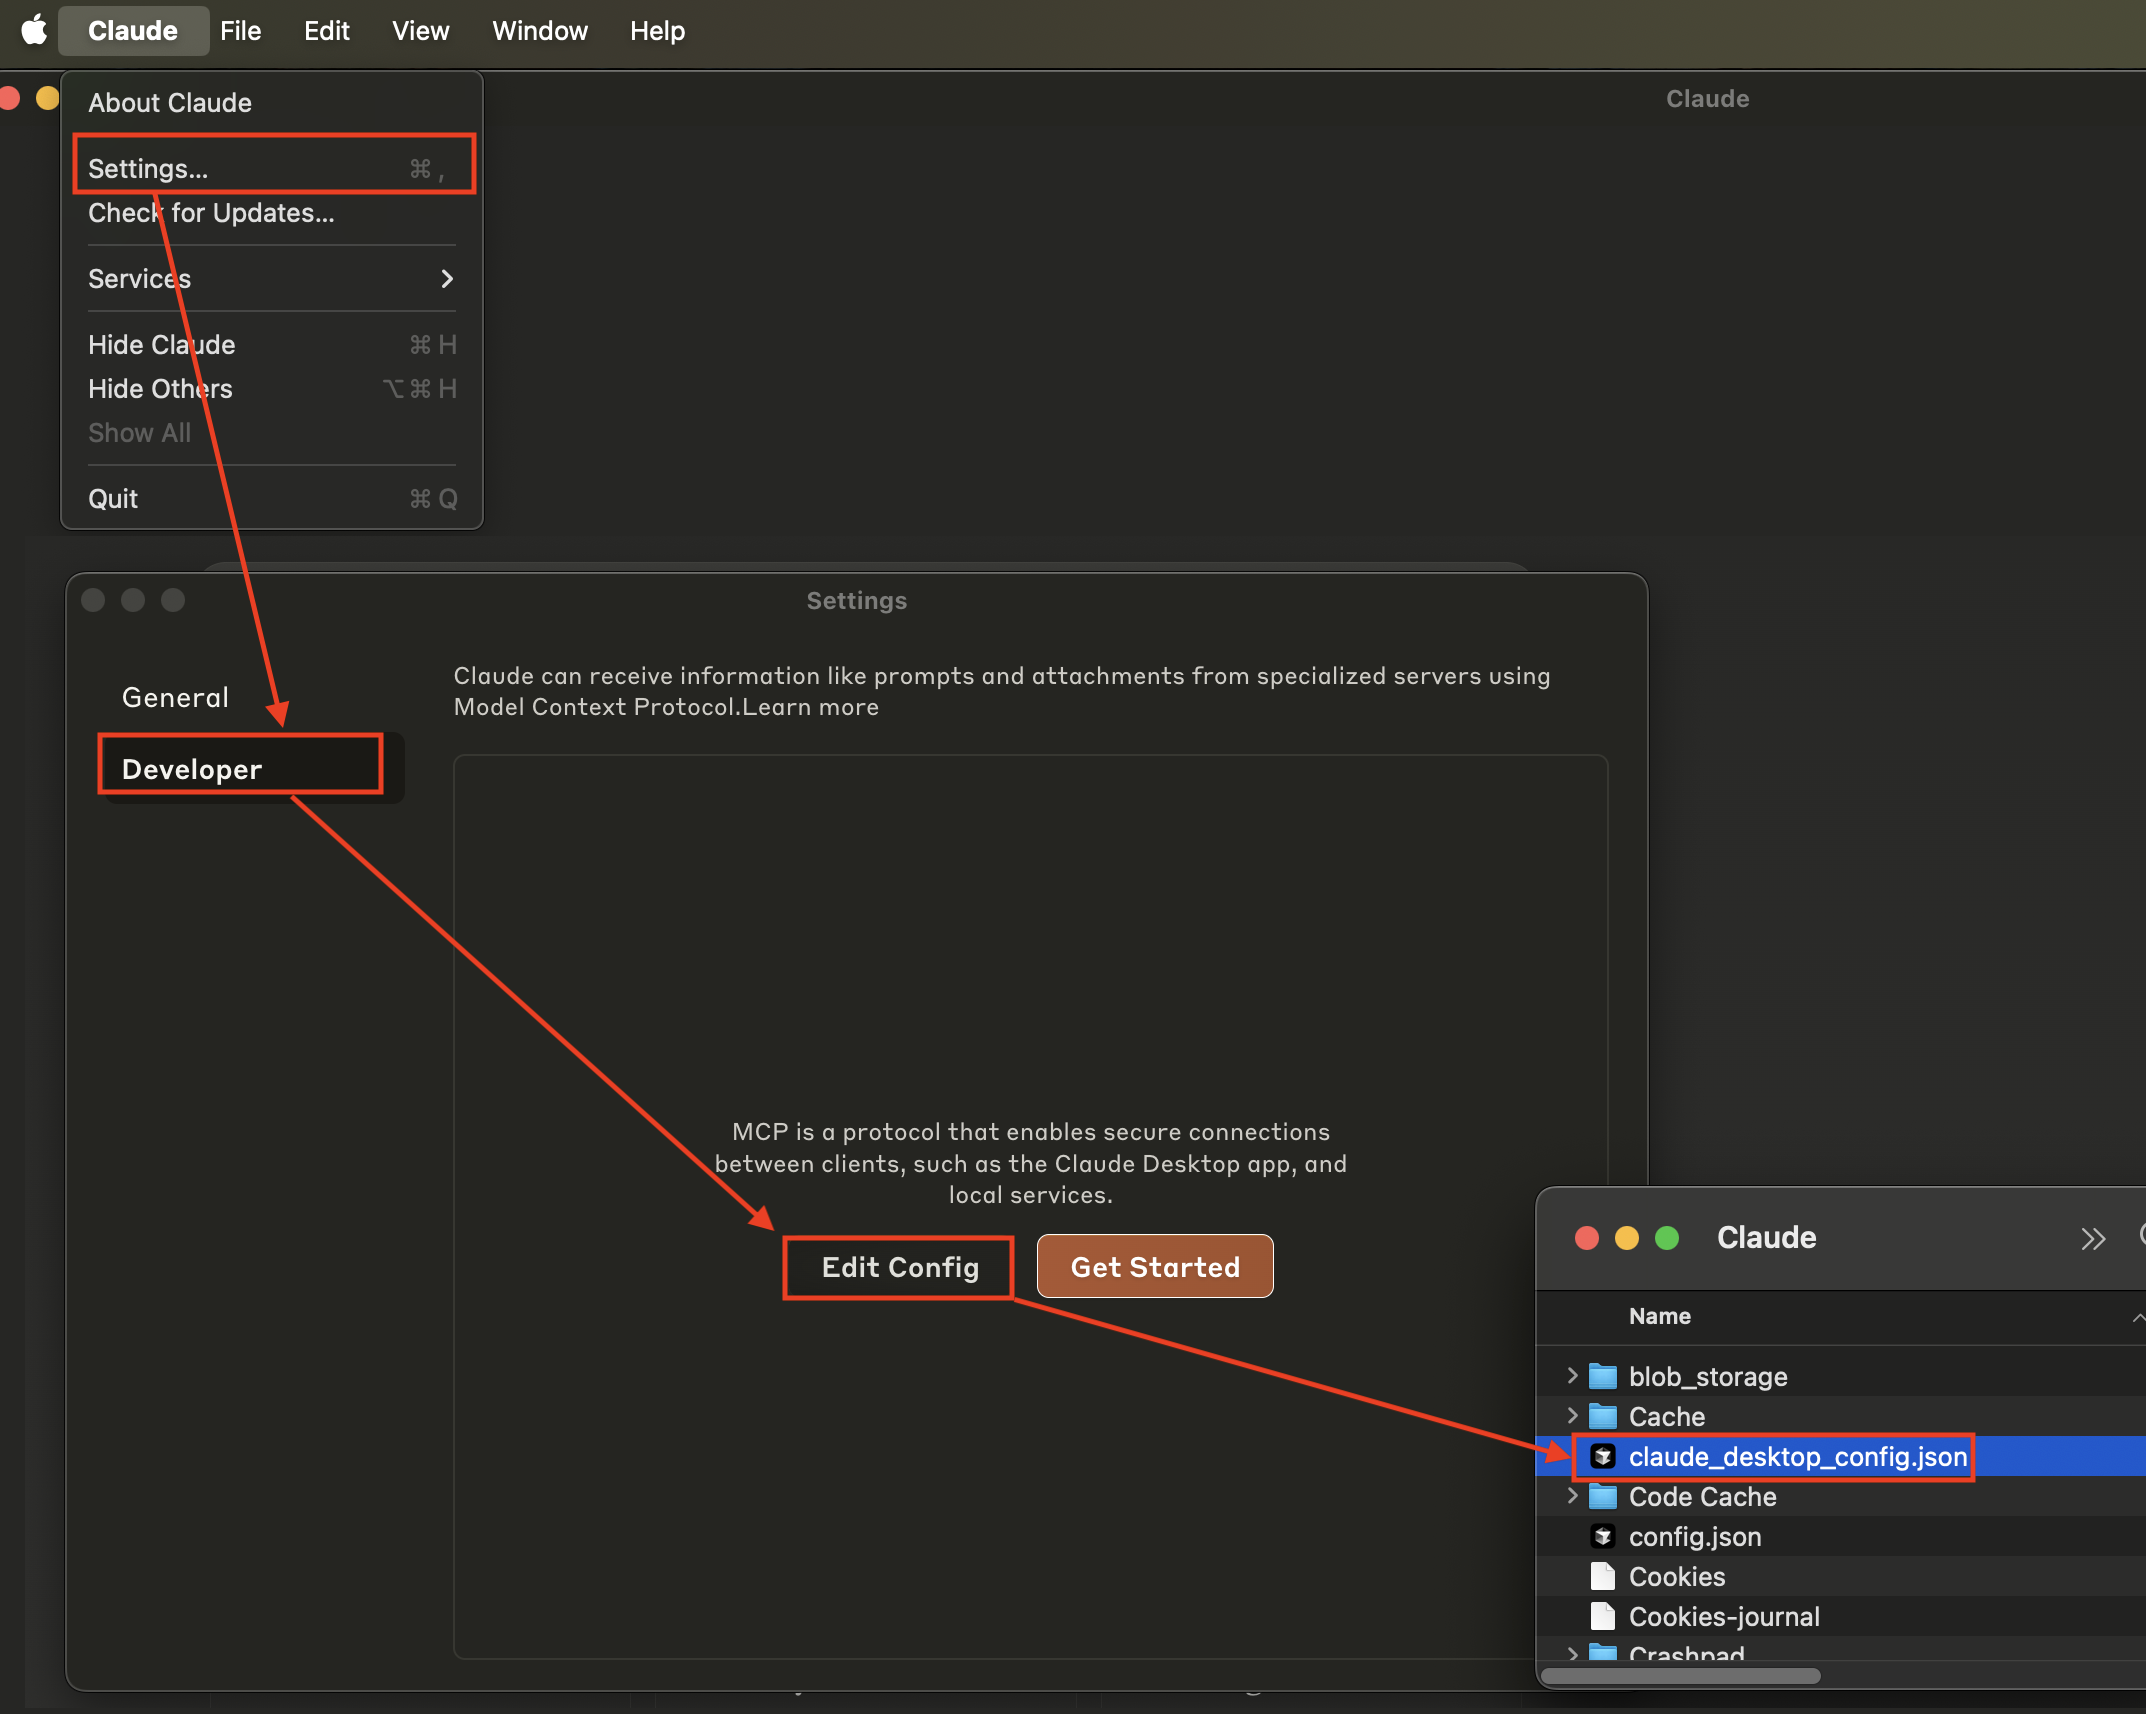 Claude File Edit View Window Help
Claude
About Claude
Settings... ⌘ ,
Check for Updates...
Services
Hide Claude ⌘ H
Hide Others ⌥ ⌘ H
Show All
Quit ⌘ Q
Settings
General
Developer
Claude can receive information like prompts and attachments from specialized servers using
Model Context Protocol.Learn more
MCP is a protocol that enables secure connections
between clients, such as the Claude Desktop app, and
local services.
Edit Config Get Started
Claude
Name
blob_storage
Cache
claude_desktop_config.json
Code Cache
config.json
Cookies
Cookies-journal
Crashpad